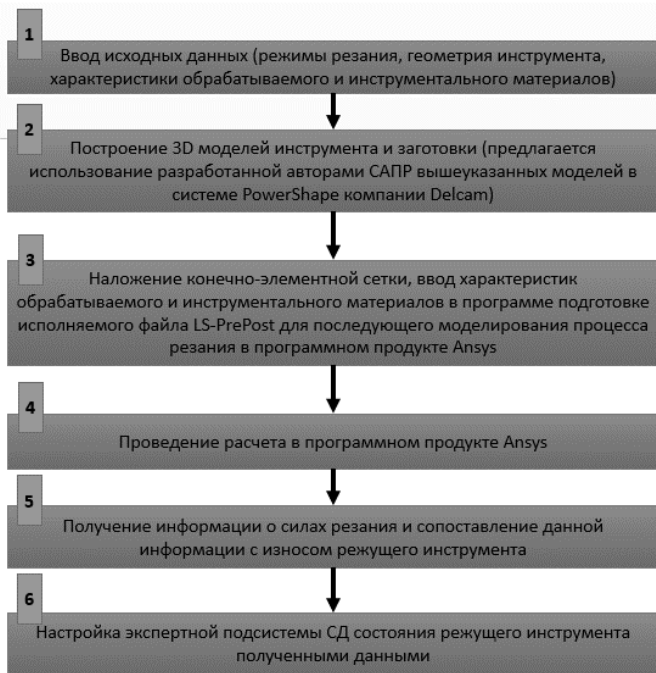 1
Ввод исходных данных (режимы резания, геометрия инструмента,
характеристики обрабатываемого и инструментального материалов)
2
Построение 3D моделей инструмента и заготовки (предлагается
использование разработанной авторами САПР вышеуказанных моделей в
системе PowerShape компании Delcam)
3
Наложение конечно-элементной сетки, ввод характеристик
обрабатываемого и инструментального материалов в программе подготовке
исполняемого файла LS-PrePost для последующего моделирования процесса
резания в программном продукте Ansys
4
Проведение расчета в программном продукте Ansys
5
Получение информации о силах резания и сопоставление данной
информации с износом режущего инструмента
6
Настройка экспертной подсистемы СД состояния режущего инструмента
полученными данными